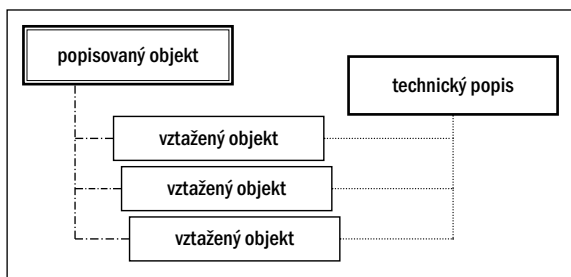 popisovaný objekt
technický popis
vztažený objekt
vztažený objekt
vztažený objekt